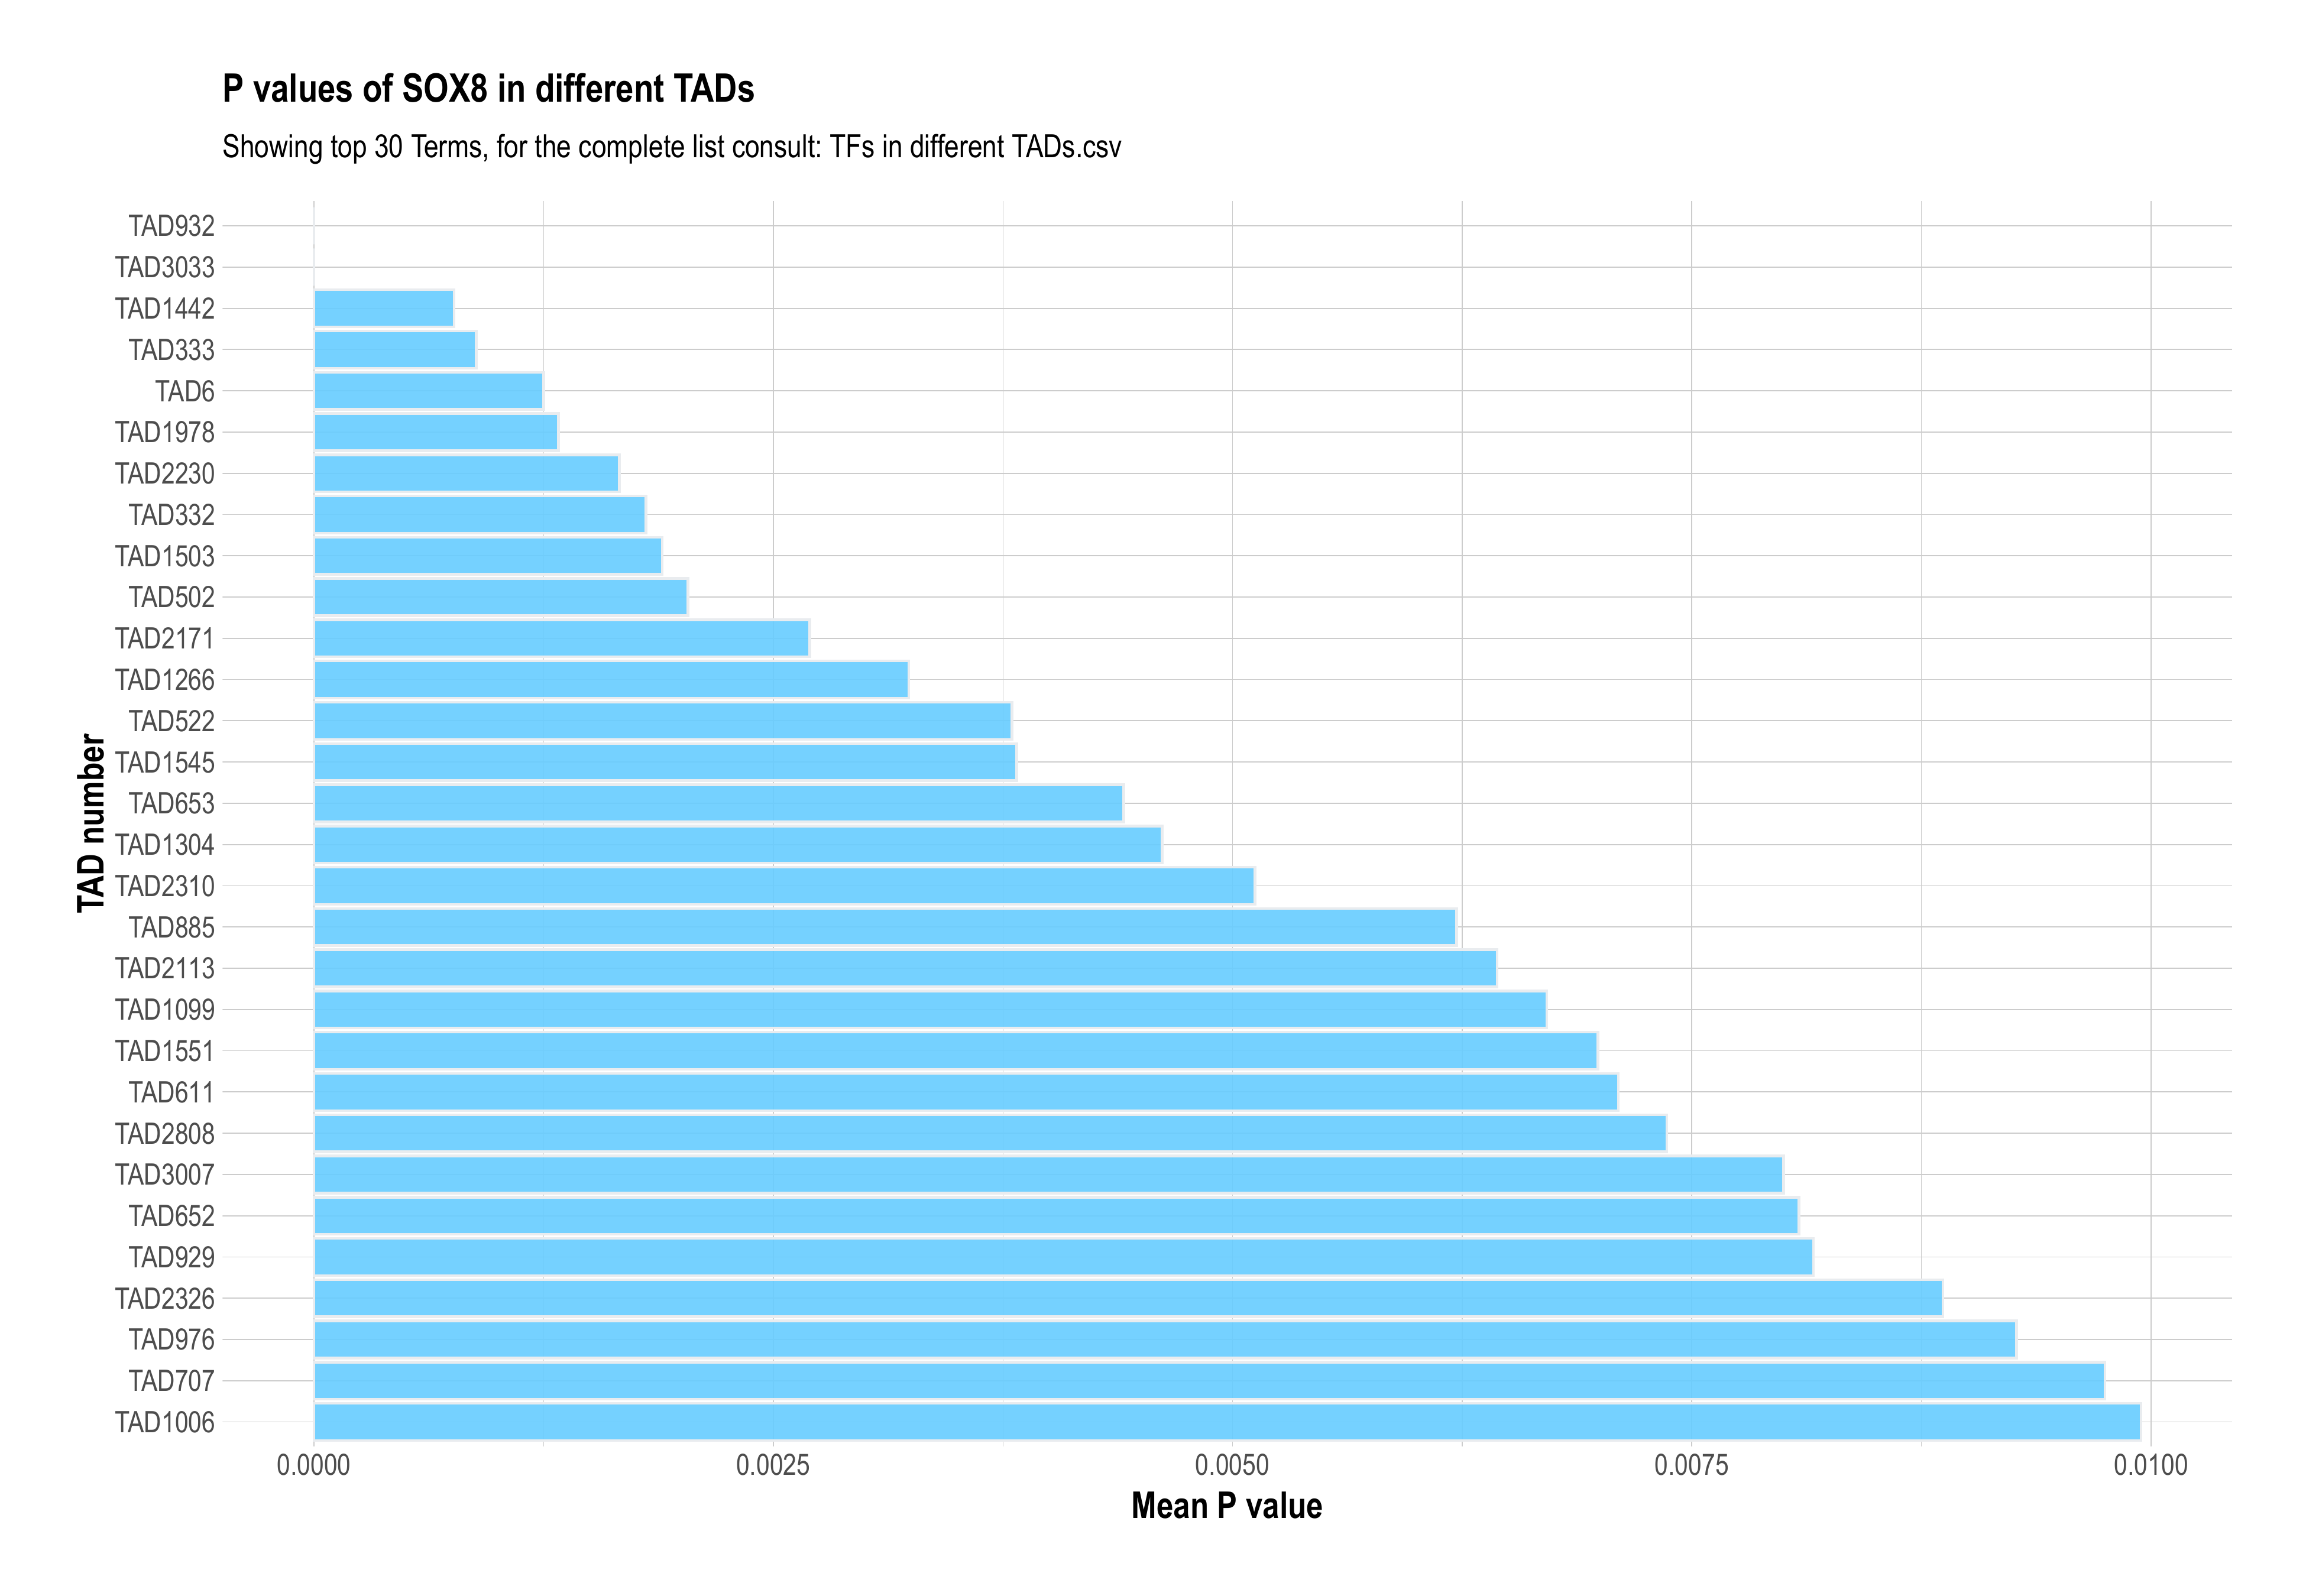 P values of SOX8 in different TADs
Showing top 30 Terms, for the complete list consult: TFs in different TADs.csv
TAD number
TAD932
TAD3033
TAD1442
TAD333
TAD6
TAD1978
TAD2230
TAD332
TAD1503
TAD502
TAD2171
TAD1266
TAD522
TAD1545
TAD653
TAD1304
TAD2310
TAD885
TAD2113
TAD1099
TAD1551
TAD611
TAD2808
TAD3007
TAD652
TAD929
TAD2326
TAD976
TAD707
TAD1006
0.0000 0.0025 0.0050 0.0075 0.0100
Mean P value